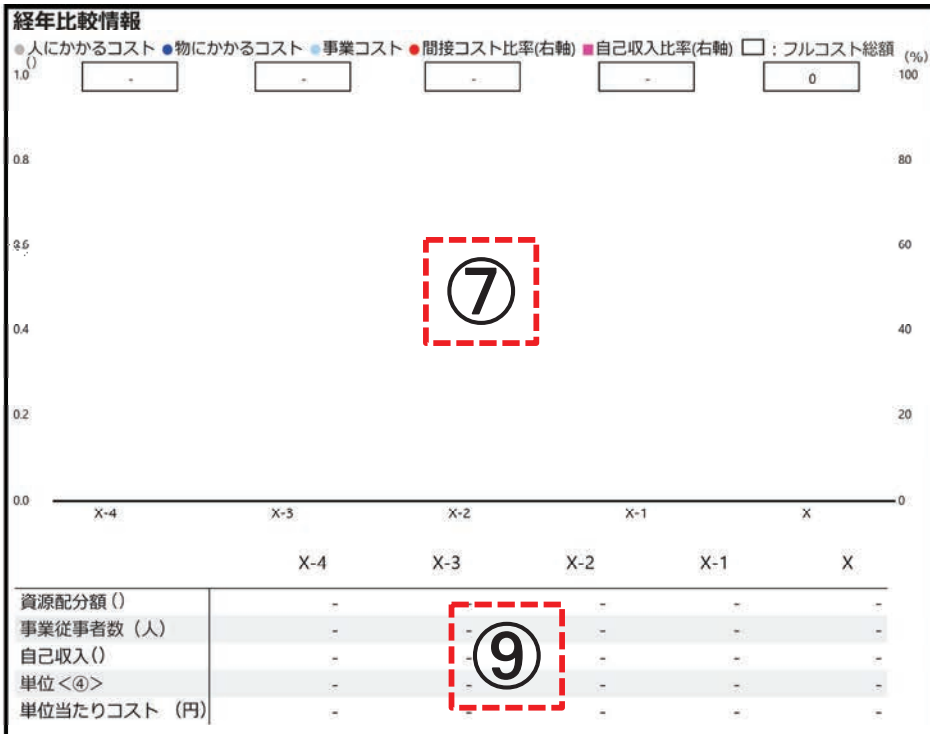 経年比較情報
●人にかかるコスト ●物にかかるコスト ●事業コスト ●間接コスト比率(右軸) ■自己収入比率(右軸) □：フルコスト総額 (%)
()
1.0 - - - - 0 100
0.8 80
60
⑦
0.4 40
0.2 20
0.0 0
X-4 X-3 X-2 X-1 X
X-4 X-3 X-2 X-1 X
資源配分額() - - - - -
事業従事者数（人） - - - - -
自己収入() - - - - -
単位<④> - - - - -
単位当たりコスト （円） - - - - -
⑨